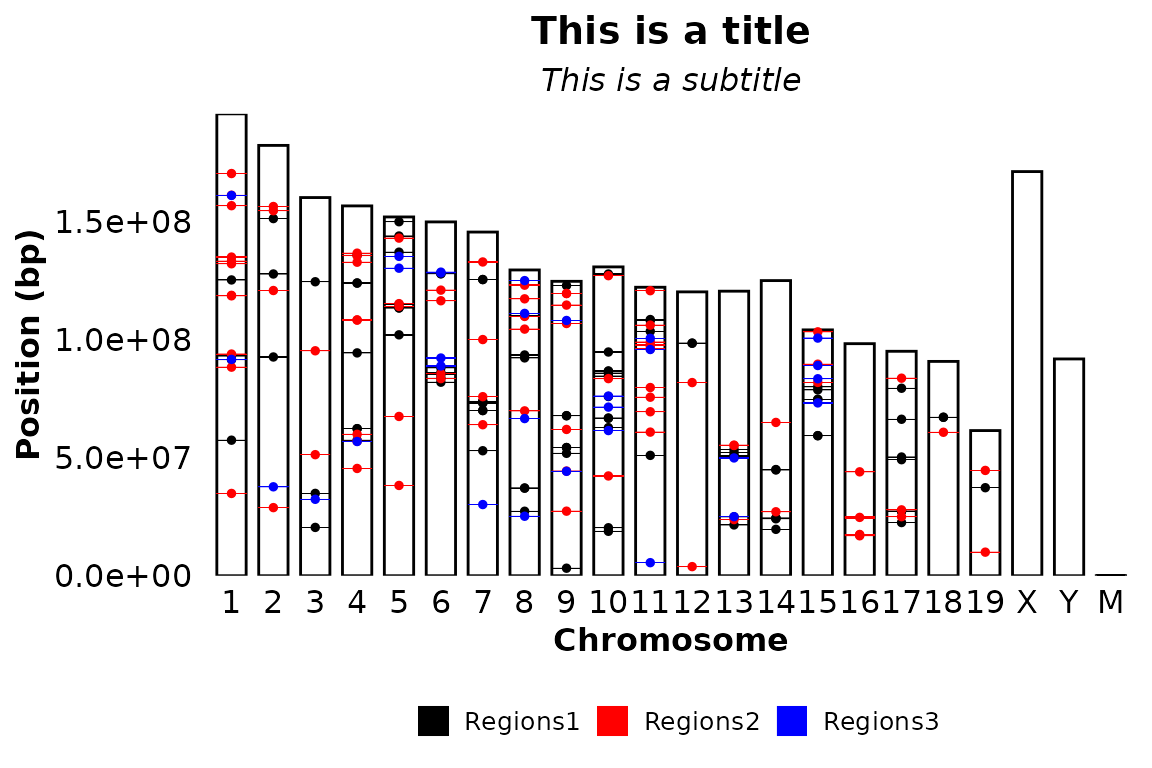 This is a title
This is a subtitle
Position (bp)
1.5e+08
1.0e+08
5.0e+07
0.0e+00
1 2 3 4 5 6 7 8 9 10 11 12 13 14 15 16 17 18 19 X Y M
Chromosome
Regions1 Regions2 Regions3